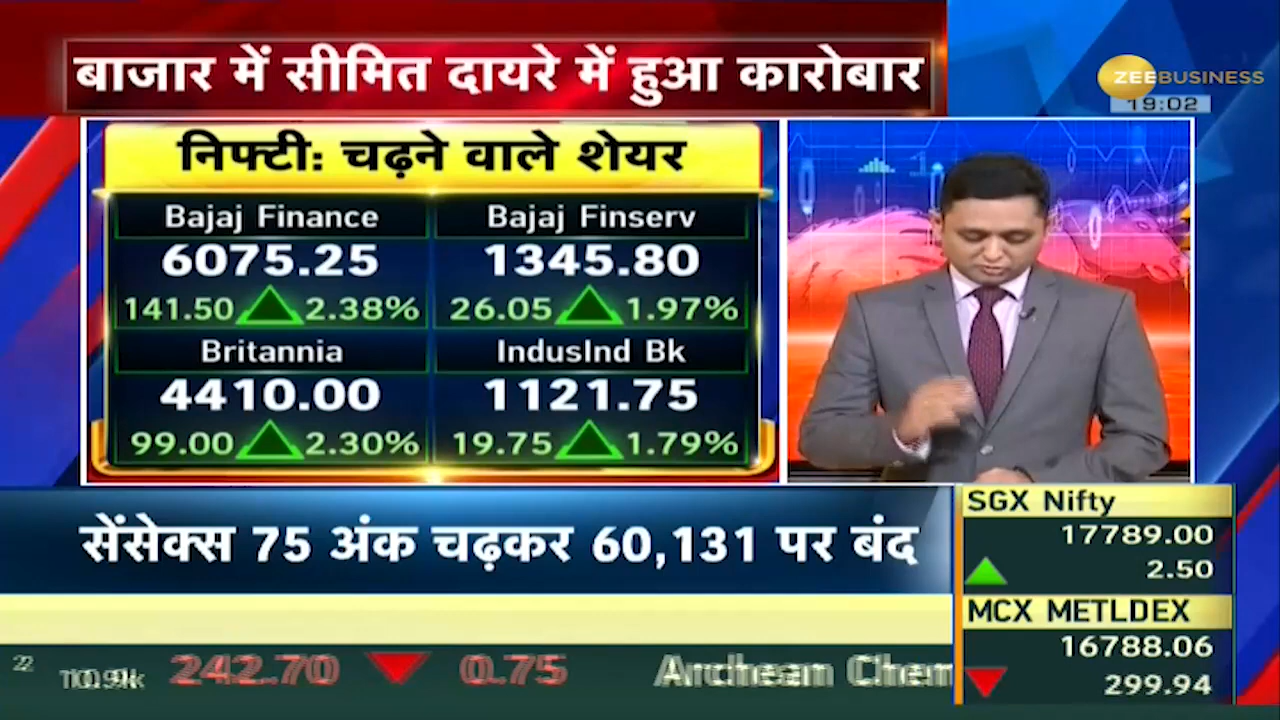 बाजार में सीमित दायरे में हुआ कारोबार
ZEEBUSINESS
19:02
निफ्टी: चढ़ने वाले शेयर
Bajaj Finance
6075.25
141.50 2.38%
Bajaj Finserv
1345.80
26.05 1.97%
Britannia
4410.00
99.00 2.30%
IndusInd Bk
1121.75
19.75 1.79%
सेंसेक्स 75 अंक चढ़कर 60,131 पर बंद
SGX Nifty
17789.00
2.50
MCX METLDEX
16788.06
299.94
242.70 0.75 Archean Chem